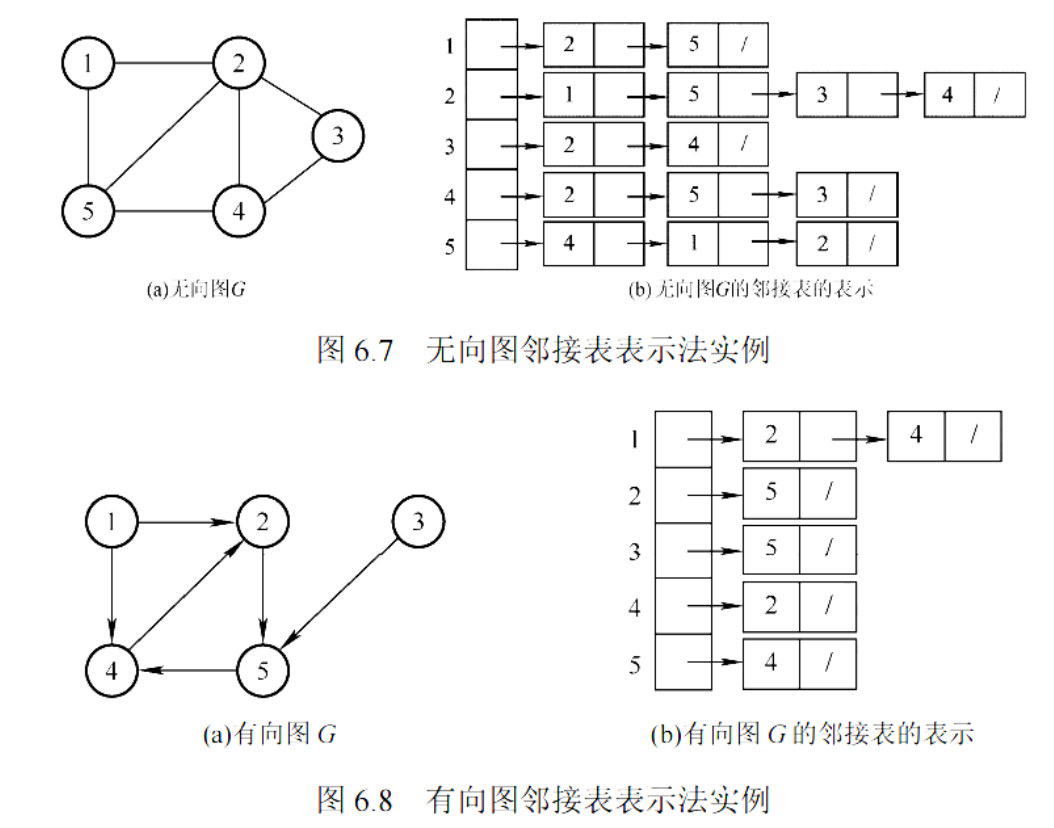 1 2 3 5 4
1 2 5 /
2 1 5 3 4 /
3 2 4 /
4 2 5 3 /
5 4 1 2 /
(a)无向图G
(b) 无向图G的邻接表的表示
图 6.7 无向图邻接表表示法实例
1 2 3 4 5
1 2 4 /
2 5 /
3 5 /
4 2 /
5 4 /
(a)有向图 G
(b)有向图 G 的邻接表的表示
图 6.8 有向图邻接表表示法实例